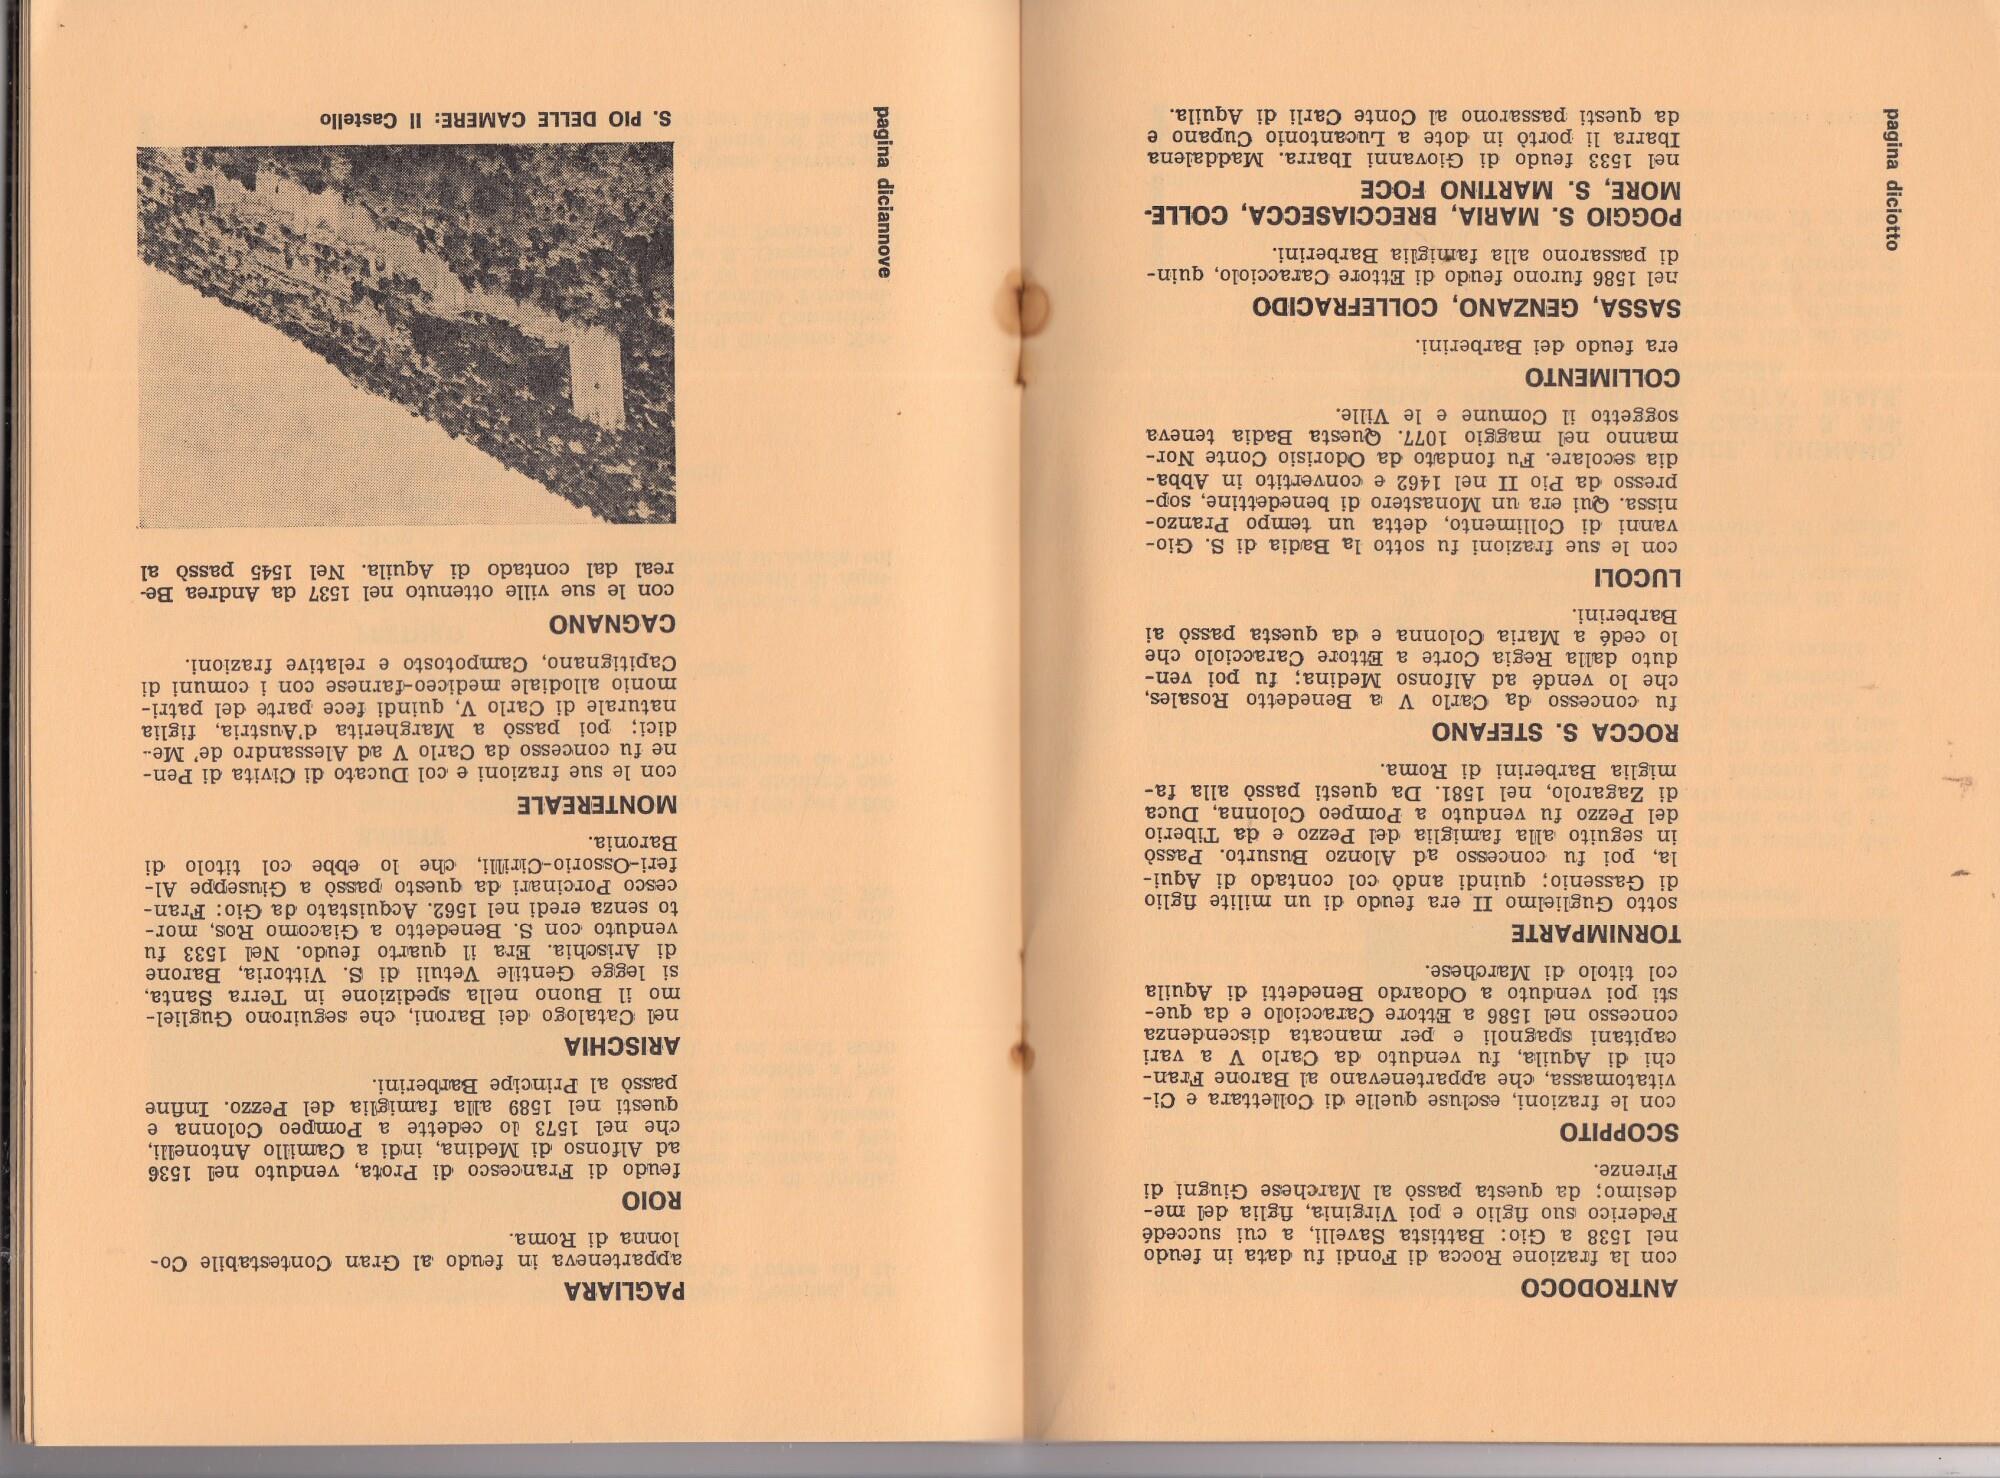 ANTRODOCO
con la frazione Rocca di Fondi fu data in feudo
nel 1538 a Gio: Battista Savelli, a cui succedé
Federico suo figlio e poi Virginia, figlia del me-
desimo; da questa passò al Marchese Giugni di
Firenze.
SCOPPITO
con le frazioni, escluse quelle di Collettara e Ci-
vitatomassa, che appartenevano al Barone Fran-
chi di Aquila, fu venduto da Carlo V a vari
capitani spagnoli e per mancata discendenza
concesso nel 1586 a Ettore Caracciolo e da que-
sti poi venduto a Odoardo Benedetti di Aquila
col titolo di Marchese.
TORNIMPARTE
sotto Guglielmo II era feudo di un milite figlio
di Gassenio; quindi andò col contado di Aqui-
la, poi fu concesso ad Alonzo Busurto. Passò
in seguito alla famiglia del Pezzo e da Tiberio
del Pezzo fu venduto a Pompeo Colonna, Duca
di Zagarolo, nel 1581. Da questi passò alla fa-
miglia Barberini di Roma.
ROCCA S. STEFANO
fu concesso da Carlo V a Benedetto Rosales,
che lo vendé ad Alfonso Medina; fu poi ven-
duto dalla Regia Corte a Ettore Caracciolo che
lo cedé a Maria Colonna e da questa passò ai
Barberini.
LUCOLI
con le sue frazioni fu sotto la Badia di S. Gio-
vanni di Collimento, detta un tempo Pranzo-
nissa. Qui era un Monastero di benedettine, sop-
presso da Pio II nel 1462 e convertito in Abba-
dia secolare. Fu fondato da Odorisio Conte Nor-
manno nel maggio 1077. Questa Badia teneva
soggetto il Comune e le Ville.
COLLIMENTO
era feudo dei Barberini.
SASSA, GENZANO, COLLEFRACIDO
nel 1586 furono feudo di Ettore Caracciolo, quin-
di passarono alla famiglia Barberini.
POGGIO S. MARIA, BRECCIASECCA, COLLE-
MORE, S. MARTINO FOCE
nel 1533 feudo di Giovanni Ibarra. Maddalena
Ibarra li portò in dote a Lucantonio Cupano e
da questi passarono al Conte Carli di Aquila.
pagina diciotto
PAGLIARA
apparteneva in feudo al Gran Contestabile Co-
lonna di Roma.
ROIO
feudo di Francesco di Prota, venduto nel 1536
ad Alfonso di Medina, indi a Camillo Antonelli,
che nel 1573 lo cedette a Pompeo Colonna e
questi nel 1589 alla famiglia del Pezzo. Infine
passò al Principe Barberini.
ARISCHIA
nel Catalogo dei Baroni, che seguirono Gugliel-
mo il Buono nella spedizione in Terra Santa,
si legge Gentile Vetuli di S. Vittoria, Barone
di Arischia. Era il quarto feudo. Nel 1533 fu
venduto con S. Benedetto a Giacomo Ros, mor-
to senza eredi nel 1562. Acquistato da Gio: Fran-
cesco Porcinari da questo passò a Giuseppe Al-
feri-Ossorio-Cirilli, che lo ebbe col titolo di
Baronia.
MONTEREALE
con le sue frazioni e col Ducato di Civita di Pen-
ne fu concesso da Carlo V ad Alessandro de' Me-
dici; poi passò a Margherita d'Austria, figlia
naturale di Carlo V, quindi fece parte del patri-
monio allodiale mediceo-farnese con i comuni di
Capitignano, Campotosto e relative frazioni.
CAGNANO
con le sue ville ottenuto nel 1537 da Andrea Be-
real dal contado di Aquila. Nel 1545 passò al
S. PIO DELLE CAMERE: Il Castello
pagina diciannove